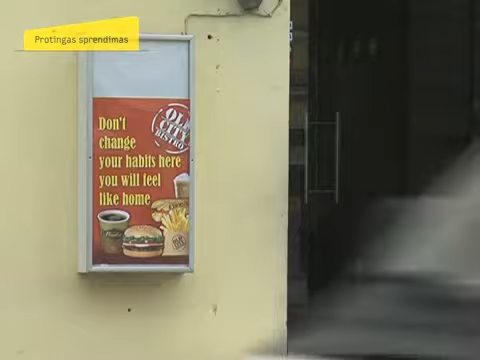 Protingas sprendimas
OLD
CITY
BISTRO
Don't
change
your habits here
you will feel
like home